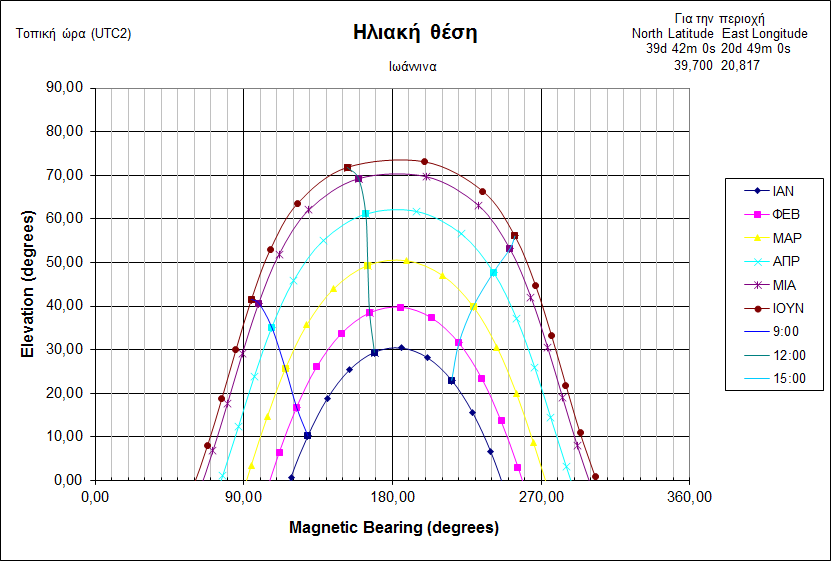 Τοπική ώρα (UTC2)
Ηλιακή θέση
Ιωάννινα
Για την περιοχή
North Latitude East Longitude
39d 42m 0s 20d 49m 0s
39,700 20,817
90,00
80,00
70,00
60,00
50,00
40,00
30,00
20,00
10,00
0,00
Elevation (degrees)
0,00 90,00 180,00 270,00 360,00
Magnetic Bearing (degrees)
ΙΑΝ
ΦΕΒ
ΜΑΡ
ΑΠΡ
ΜΙΑ
ΙΟΥΝ
9:00
12:00
15:00